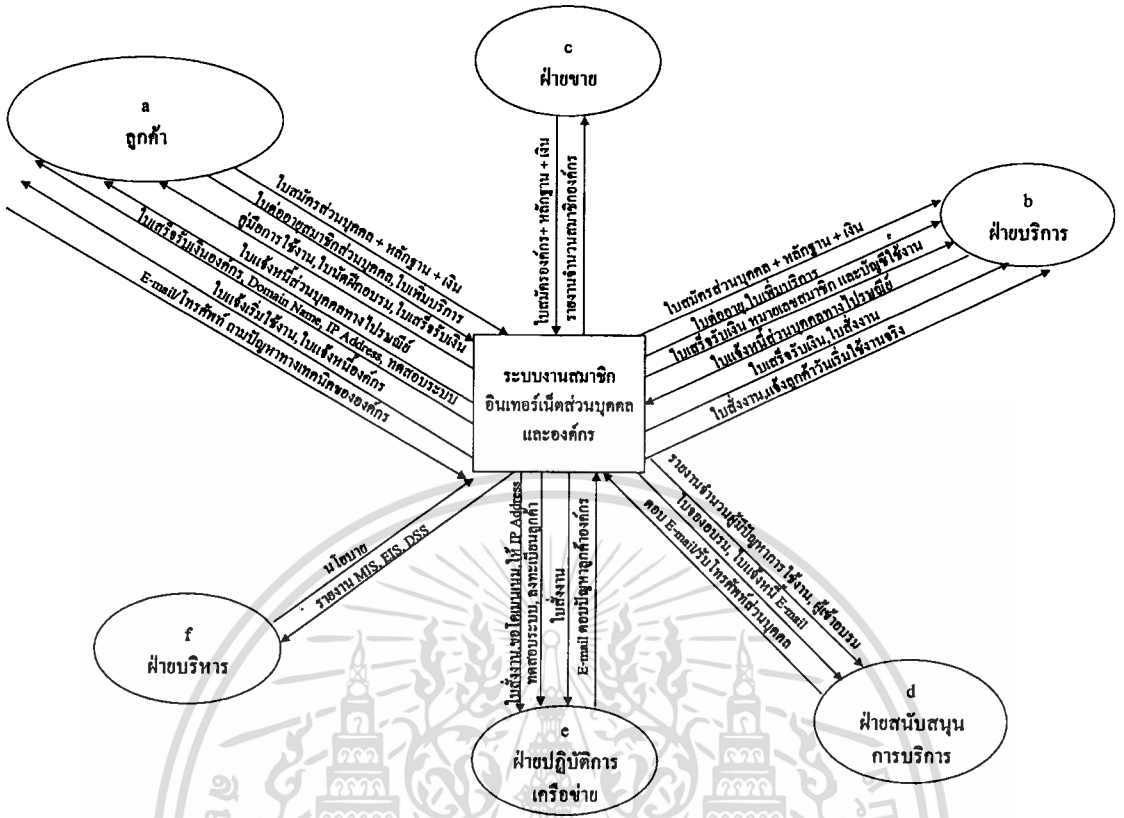 c
ฝ่ายขาย
a
ลูกค้า
b
ฝ่ายบริการ
ใบสมัครส่วนบุคคล + หลักฐาน + เงิน
ใบต่ออายุสมาชิกส่วนบุคคล,ใบเพิ่มบริการ
คู่มือการใช้งาน,ใบนัดฝึกอบรม,ใบเสร็จรับเงิน
ใบแจ้งหนี้ส่วนบุคคลทางไปรษณีย์
ใบเสร็จรับเงินองค์กร, Domain Name, IP Address, ทดสอบระบบ
ใบแจ้งเริ่มใช้งาน,ใบแจ้งหนี้องค์กร
E-mail/โทรศัพท์ ถามปัญหาทางเทคนิคขององค์กร
ใบสมัครองค์กร+ หลักฐาน + เงิน
รายงานจำนวนสมาชิกองค์กร
ใบสมัครส่วนบุคคล + หลักฐาน + เงิน
ใบต่ออายุ,ใบเพิ่มบริการ
ใบเสร็จรับเงิน หมายเลขสมาชิก และบัญชีใช้งาน
ใบแจ้งหนี้ส่วนบุคคลทางไปรษณีย์
ใบเสร็จรับเงิน,ใบสั่งงาน
ใบสั่งงาน,แจ้งลูกค้าวันเริ่มใช้งานจริง
ระบบงานสมาชิก
อินเทอร์เน็ตส่วนบุคคล
และองค์กร
นโยบาย
รายงาน MIS, EIS, DSS
ใบสั่งงาน,ขอโดเมนเนม,ให้ IP Address
ทดสอบระบบ, ลงทะเบียนลูกค้า
ใบสั่งงาน
E-mail ตอบปัญหาลูกค้าองค์กร
รายงานจำนวนผู้มีปัญหาการใช้งาน, ผู้เข้าอบรม
ใบจองอบรม, ใบแจ้งหนี้ E-mail
ตอบ E-mail/รับโทรศัพท์ส่วนบุคคล
f
ฝ่ายบริหาร
e
ฝ่ายปฏิบัติการ
เครือข่าย
d
ฝ่ายสนับสนุน
การบริการ